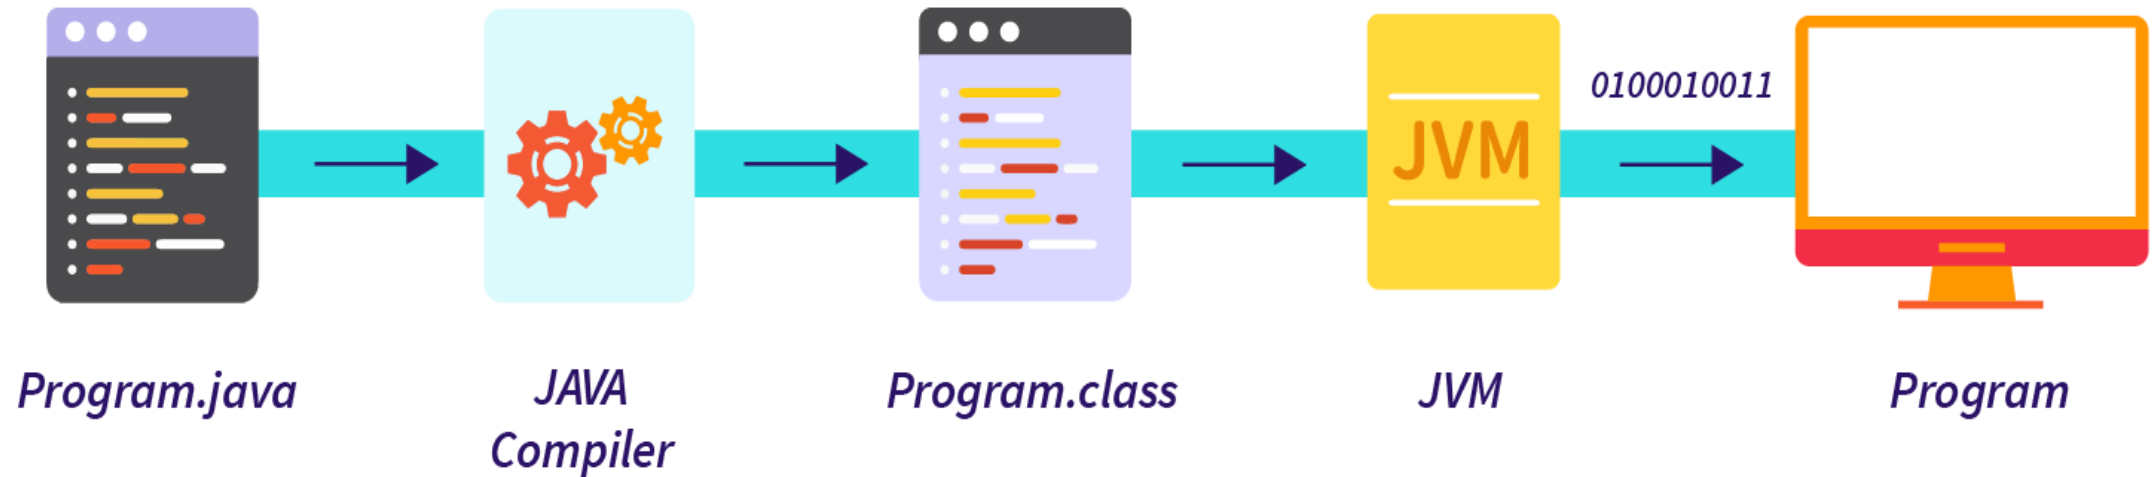 0100010011
JVM
Program.java
JAVA
Compiler
Program.class
JVM
Program